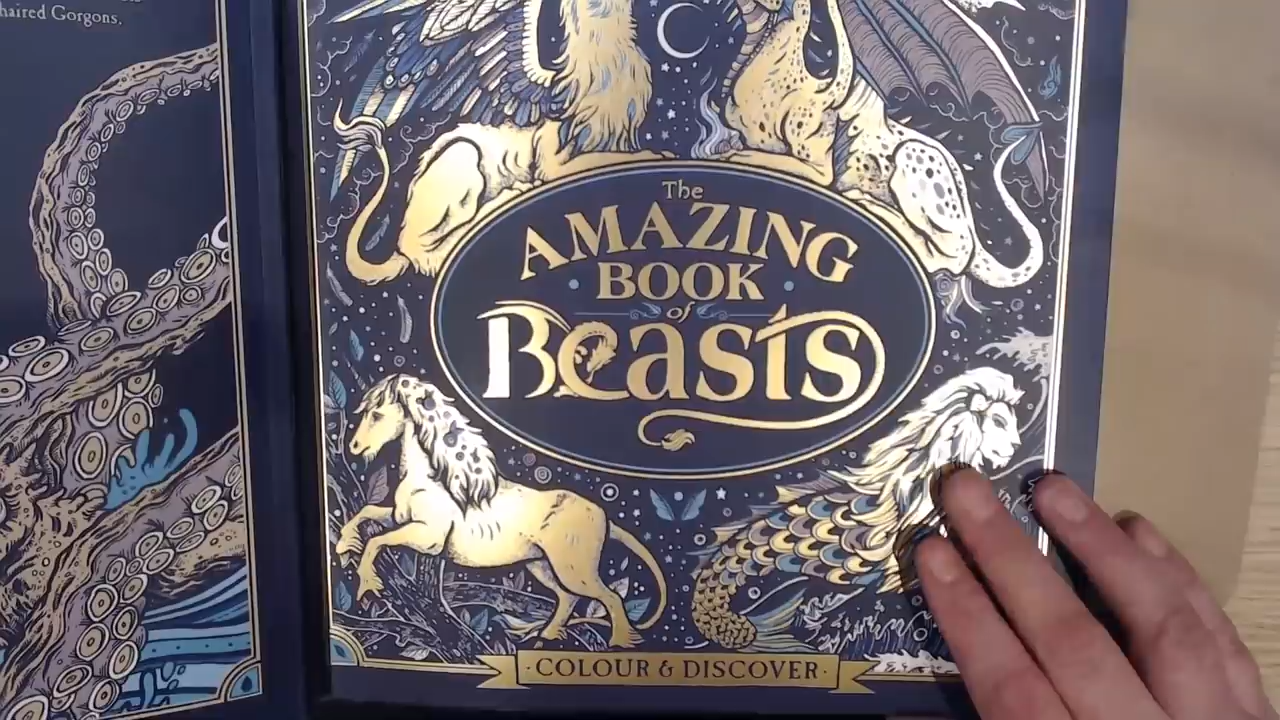 haired Gorgons.
The
AMAZING
BOOK
of
Beasts
COLOUR & DISCOVER